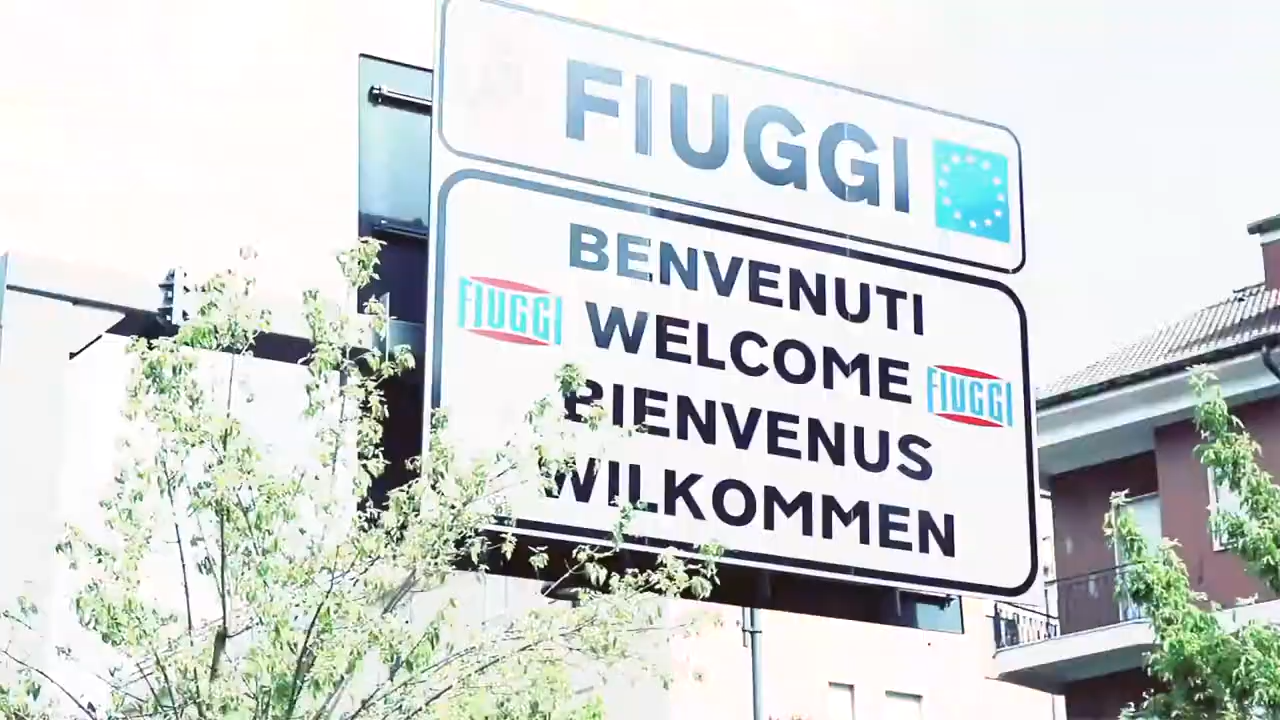 FIUGGI
BENVENUTI
FIUGGI
WELCOME
FIUGGI
BIENVENUS
WILKOMMEN